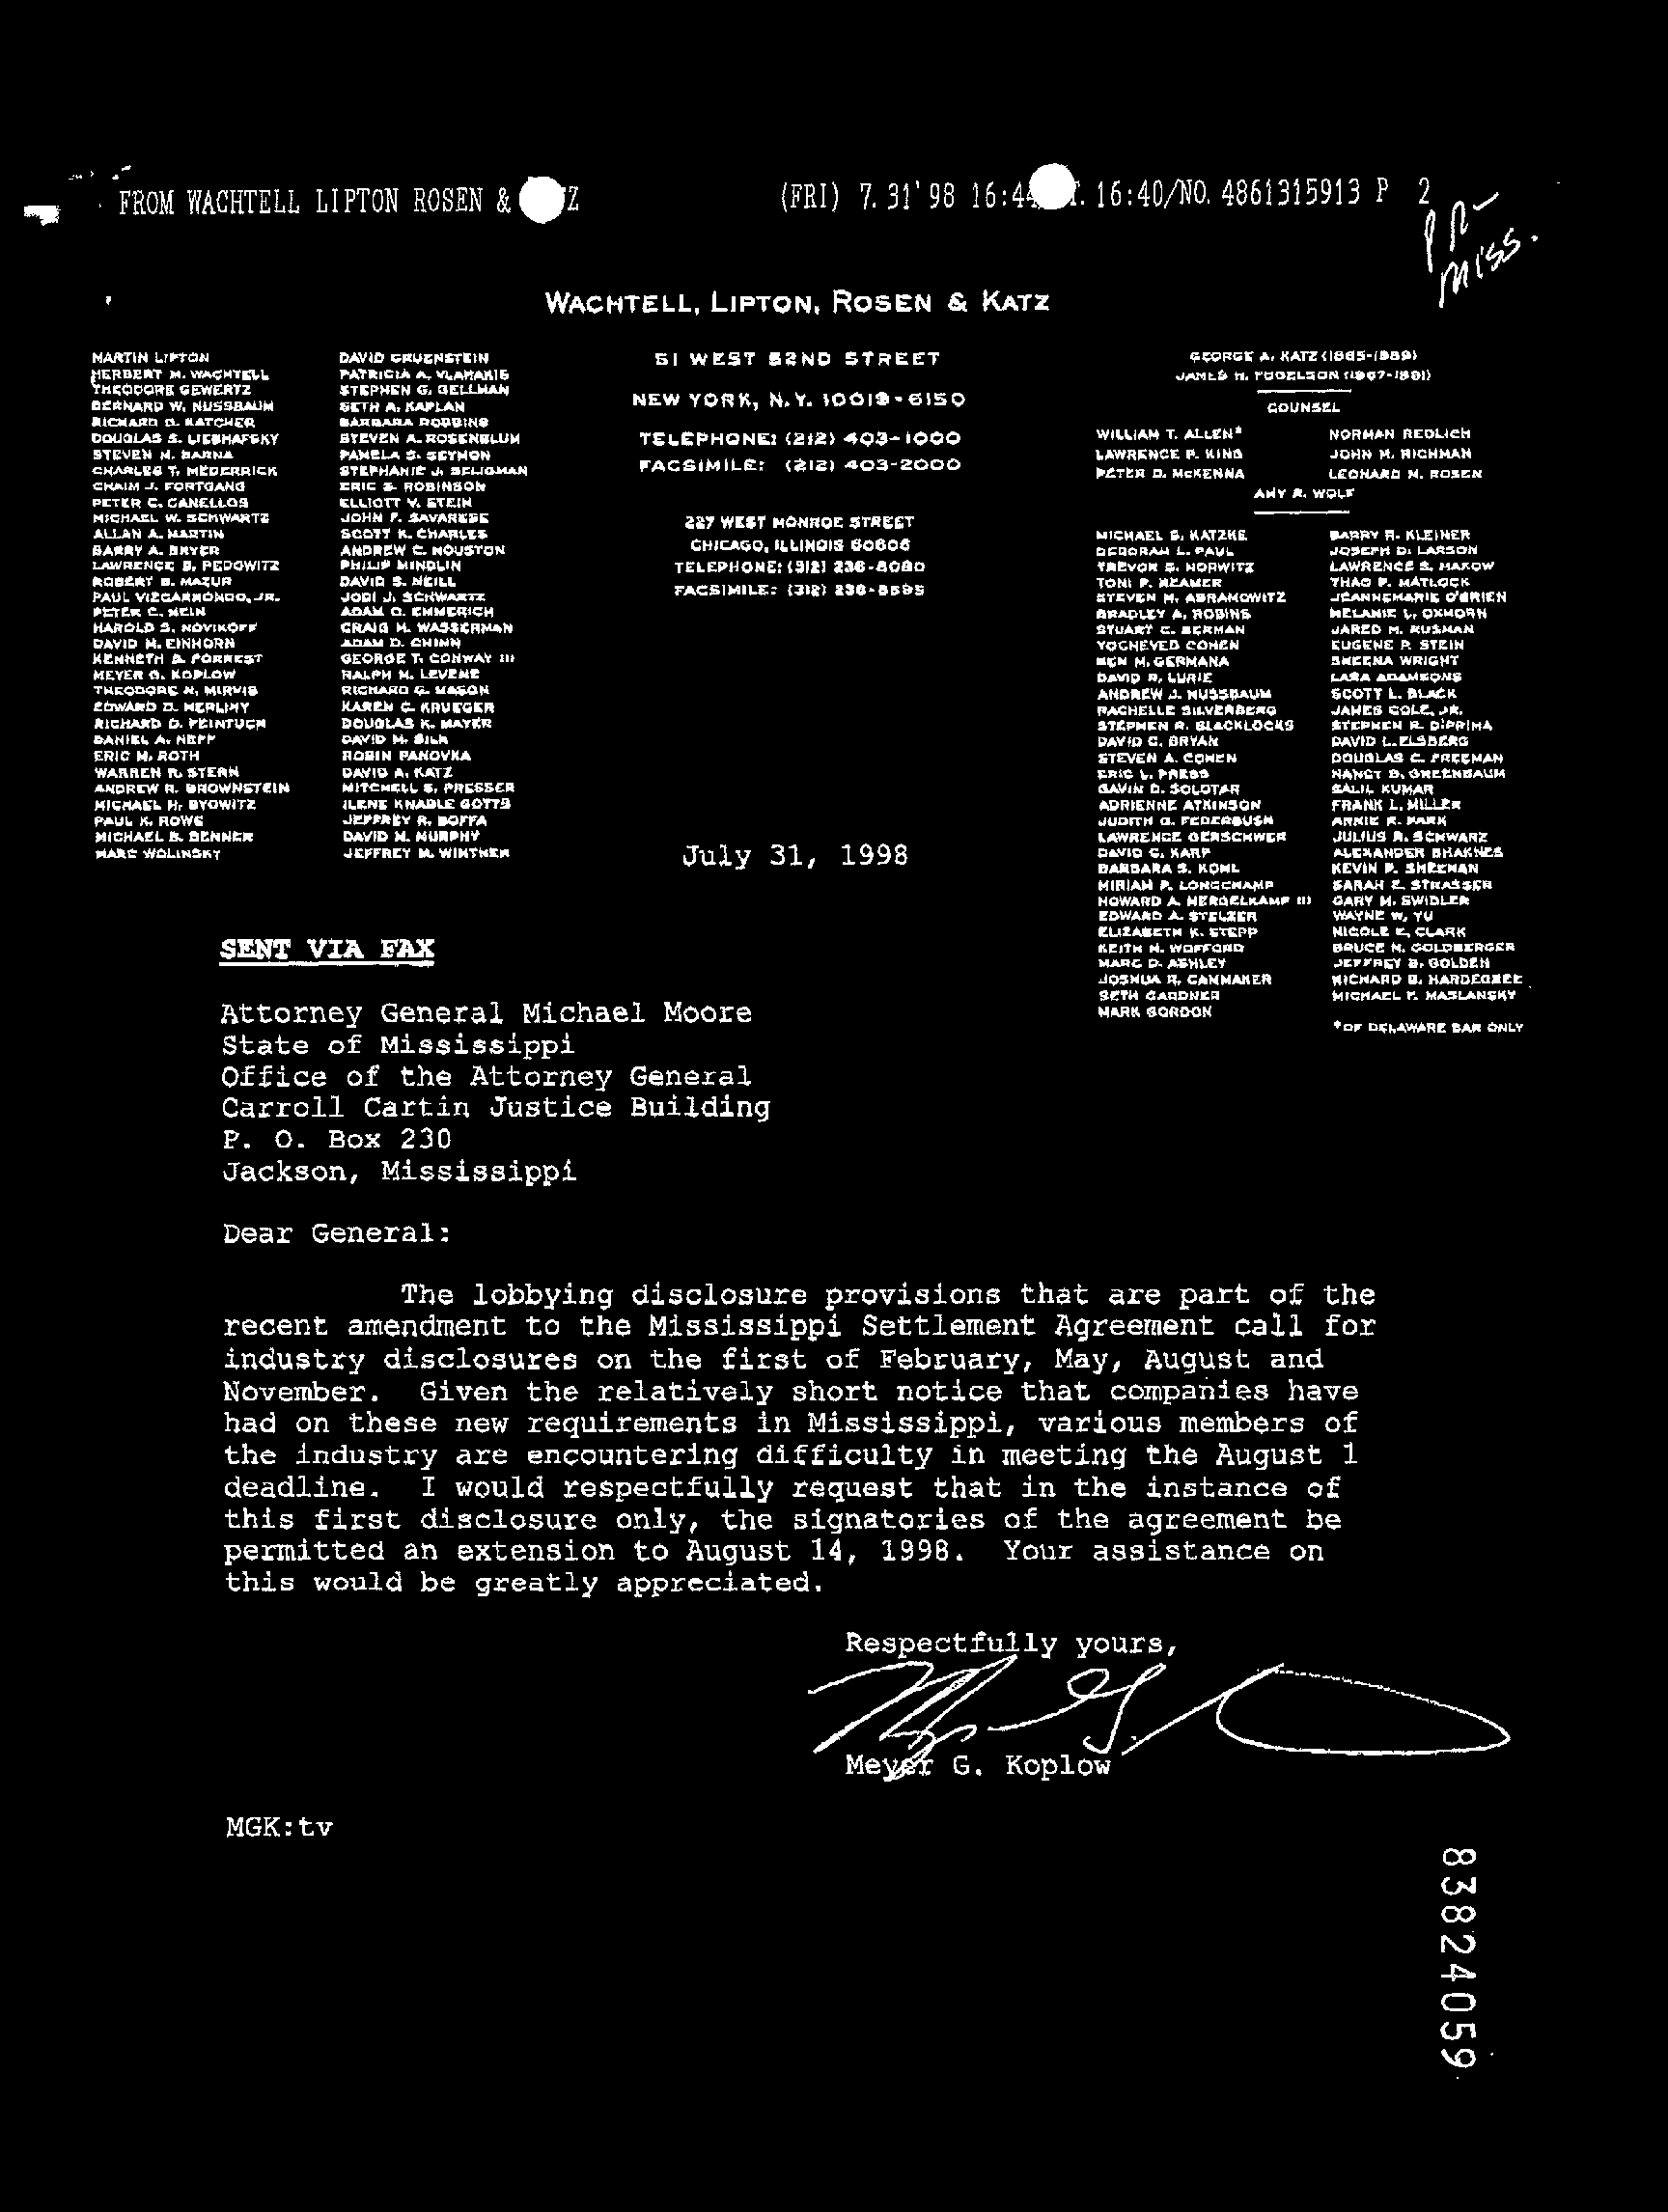 FROM WACHTELL LIPTON ROSEN & Z (FRI) 7. 31' 98 16:44 16:40/NO. 4861315913 P 2
Miss.
WACHTELL, LIPTON, ROSEN & KATZ
MARTIN LIPTON
HERBERT M. WACHTELL
THEODORE GEWERTZ
BERNARD W. NUSSBAUM
RICHARD D. KATCHER
DOUGLAS S. LIEBHAFSKY
STEVEN M. BARNA
CHARLES T. MEDERRICK
CHAIM J. FORTGANG
PETER C. CANELLOS
MICHAEL W. SCHWARTZ
ALLAN A. MARTIN
BARRY A. BRYER
LAWRENCE B. PEDOWITZ
ROBERT B. MAZUR
PAUL VIZCARRONDO, JR.
PETER C. HEIN
HAROLD S. NOVIKOFF
DAVID M. EINHORN
KENNETH B. FORREST
MEYER G. KOPLOW
THEODORE N. MIRVIS
EDWARD D. HERLIHY
RICHARD D. FEINTUCH
DANIEL A. NEFF
ERIC M. ROTH
WARREN R. STERN
ANDREW R. BROWNSTEIN
MICHAEL H. BYOWITZ
PAUL K. ROWE
MICHAEL B. BENNER
MARC WOLINSKY
DAVID GRUENSTEIN
PATRICIA A. VLAHAKIS
STEPHEN G. GELLMAN
SETH A. KAPLAN
BARBARA ROBBINS
STEVEN A. ROSENBLUM
PAMELA S. SEYMON
STEPHANIE J. SELIGMAN
ERIC S. ROBINSON
ELLIOTT V. STEIN
JOHN F. SAVARESE
SCOTT K. CHARLES
ANDREW C. HOUSTON
PHILIP MINDLIN
DAVID S. NEILL
JODI J. SCHWARTZ
ADAM O. EMMERICH
CRAIG M. WASSERMAN
ADAM D. CHINN
GEORGE T. CONWAY III
RALPH M. LEVENE
RICHARD G. MASON
KAREN G. KRUEGER
DOUGLAS K. MAYER
DAVID M. SILK
ROBIN PANOVKA
DAVID A. KATZ
MITCHELL S. PRESSER
ILENE KNABLE GOTTS
JEFFREY R. BOFFA
DAVID M. MURPHY
JEFFREY M. WINTNER
51 WEST 52ND STREET
NEW YORK, N.Y. 10019-6150
TELEPHONE: (212) 403-1000
FACSIMILE: (212) 403-2000
227 WEST MONROE STREET
CHICAGO, ILLINOIS 60606
TELEPHONE: (312) 236-6080
FACSIMILE: (312) 236-8595
GEORGE A. KATZ (1965-1989)
JAMES H. FOGELSON (1967-1991)
COUNSEL
WILLIAM T. ALLEN* NORMAN REDLICH
LAWRENCE P. KING JOHN M. RICHMAN
PETER D. McKENNA LEONARD M. ROSEN
AMY R. WOLF
MICHAEL S. KATZKE
DEBORAH L. PAUL
TREVOR S. NORWITZ
TONI P. REAMER
STEVEN M. ABRAMOWITZ
BRADLEY A. ROBINS
STUART C. BERMAN
YOCHEVED COHEN
BEN M. GERMANA
DAVID R. LURIE
ANDREW J. NUSSBAUM
RACHELLE SILVERBERG
STEPHEN R. BLACKLOCKS
DAVID C. BRYAN
STEVEN A. COHEN
ERIC L. PRESS
GAVIN D. SOLOTAR
ADRIENNE ATKINSON
JUDITH G. FEDERBUSH
LAWRENCE GERSCHWER
DAVID C. KARP
BARBARA S. KOHL
MIRIAM P. LONGCHAMP
HOWARD A. MERGELKAMP III
EDWARD A. STELZER
ELIZABETH K. STEPP
KEITH M. WOFFORD
MARC D. ASHLEY
JOSHUA R. CAMMAKER
SETH GARDNER
MARK GORDON
BARRY R. KLEINER
JOSEPH D. LARSON
LAWRENCE S. MAKOW
THAO P. MATLOCK
JEANNEMARIE O'BRIEN
MELANIE L. OXHORN
JARED M. RUSMAN
EUGENE P. STEIN
SHEENA WRIGHT
LARA ADAMSONS
SCOTT L. BLACK
JAMES COLE, JR.
STEPHEN R. DiPRIMA
DAVID L. ELSBERG
DOUGLAS C. FREEMAN
NANCY B. GREENBAUM
SALIL KUMAR
FRANK L. MILLER
ANNIE R. PARK
JULIUS R. SCHWARZ
ALEXANDER SHAKNES
KEVIN P. SHEEHAN
SARAH E. STRASSER
GARY M. SWIDLER
WAYNE W. YU
NICOLE E. CLARK
BRUCE N. GOLDBERGER
JEFFREY B. GOLDEN
RICHARD B. HARDEGREE
MICHAEL P. MASLANSKY
*OF DELAWARE BAR ONLY
July 31, 1998
SENT VIA FAX
Attorney General Michael Moore
State of Mississippi
Office of the Attorney General
Carroll Cartin Justice Building
P. O. Box 230
Jackson, Mississippi
Dear General:
The lobbying disclosure provisions that are part of the
recent amendment to the Mississippi Settlement Agreement call for
industry disclosures on the first of February, May, August and
November. Given the relatively short notice that companies have
had on these new requirements in Mississippi, various members of
the industry are encountering difficulty in meeting the August 1
deadline. I would respectfully request that in the instance of
this first disclosure only, the signatories of the agreement be
permitted an extension to August 14, 1998. Your assistance on
this would be greatly appreciated.
Respectfully yours,
Meyer G. Koplow
MGK:tv
83824059